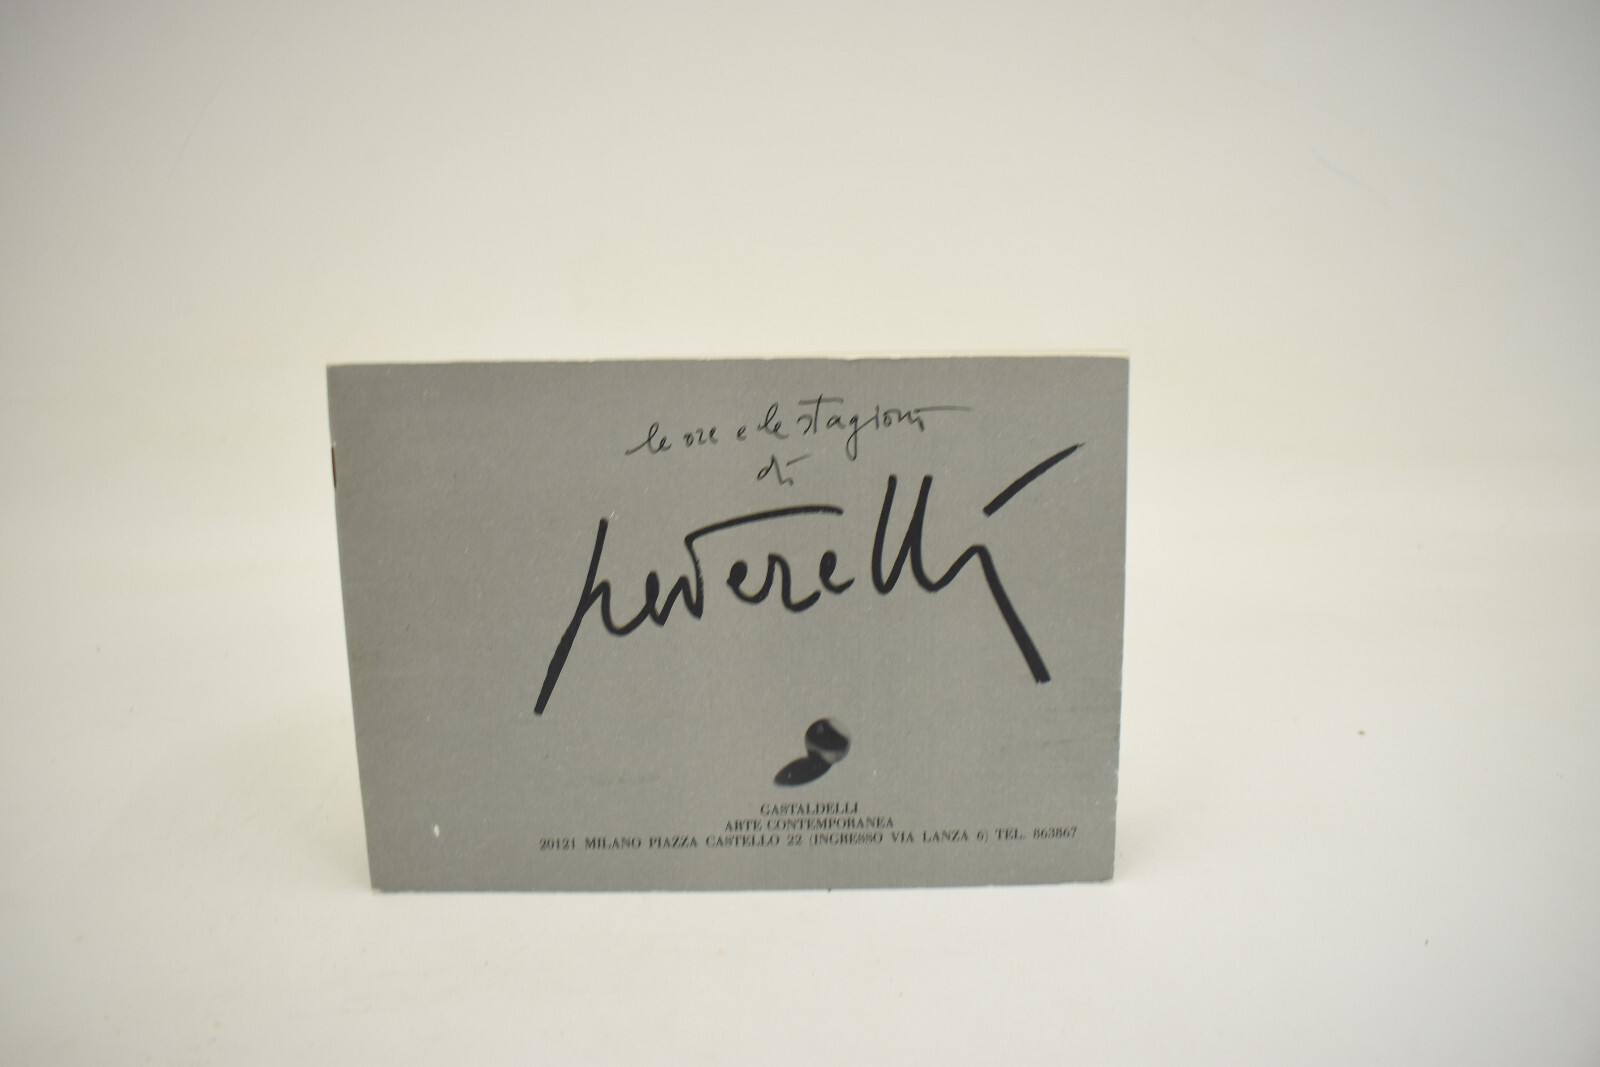 le ore e le stagioni
di
peverelli
GASTALDELLI
ARTE CONTEMPORANEA
20121 MILANO PIAZZA CASTELLO 22 (INGRESSO VIA LANZA 6) TEL. 863867